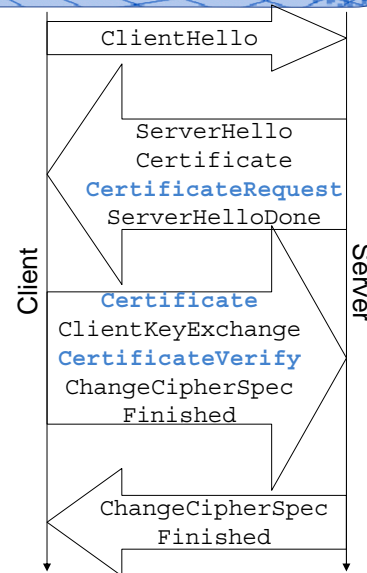 ClientHello
ServerHello
Certificate
CertificateRequest
ServerHelloDone
Client
Server
Certificate
ClientKeyExchange
CertificateVerify
ChangeCipherSpec
Finished
ChangeCipherSpec
Finished